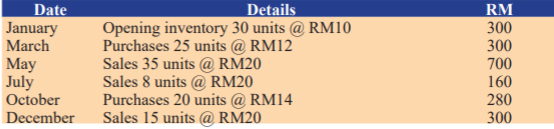 Date Details RM
January Opening inventory 30 units @ RM10 300
March Purchases 25 units @ RM12 300
May Sales 35 units @ RM20 700
July Sales 8 units @ RM20 160
October Purchases 20 units @ RM14 280
December Sales 15 units @ RM20 300